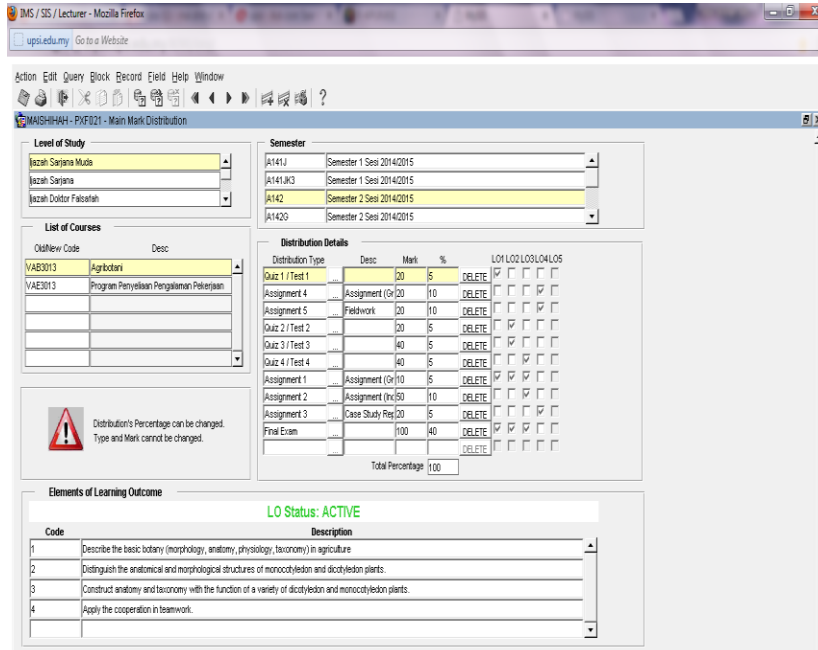 IMS / SIS / Lecturer - Mozilla Firefox
upsi.edu.my Go to a Website
Action Edit Query Block Record Field Help Window
MAISHIHAH - PXF021 - Main Mark Distribution
Level of Study
Ijazah Sarjana Muda
Ijazah Sarjana
Ijazah Doktor Falsafah
Semester
A141J Semester 1 Sesi 2014/2015
A141JK3 Semester 1 Sesi 2014/2015
A142 Semester 2 Sesi 2014/2015
A142G Semester 2 Sesi 2014/2015
List of Courses
Old/New Code Desc
VAB3013 Agribotani
VAE3013 Program Penyeliaan Pengalaman Pekerjaan
Distribution's Percentage can be changed.
Type and Mark cannot be changed.
Distribution Details
Distribution Type Desc Mark % LO1 LO2 LO3 LO4 LO5
Quiz 1 / Test 1 ... 20 5 DELETE
Assignment 4 ... Assignment (Gr 20 10 DELETE
Assignment 5 ... Fieldwork 20 10 DELETE
Quiz 2 / Test 2 ... 20 5 DELETE
Quiz 3 / Test 3 ... 40 5 DELETE
Quiz 4 / Test 4 ... 40 5 DELETE
Assignment 1 ... Assignment (Gr 10 5 DELETE
Assignment 2 ... Assignment (Inc 50 10 DELETE
Assignment 3 ... Case Study Rep 20 5 DELETE
Final Exam ... 100 40 DELETE
... DELETE
Total Percentage 100
Elements of Learning Outcome
LO Status: ACTIVE
Code Description
1 Describe the basic botany (morphology, anatomy, physiology, taxonomy) in agriculture
2 Distinguish the anatomical and morphological structures of monocotyledon and dicotyledon plants.
3 Construct anatomy and taxonomy with the function of a variety of dicotyledon and monocotyledon plants.
4 Apply the cooperation in teamwork.